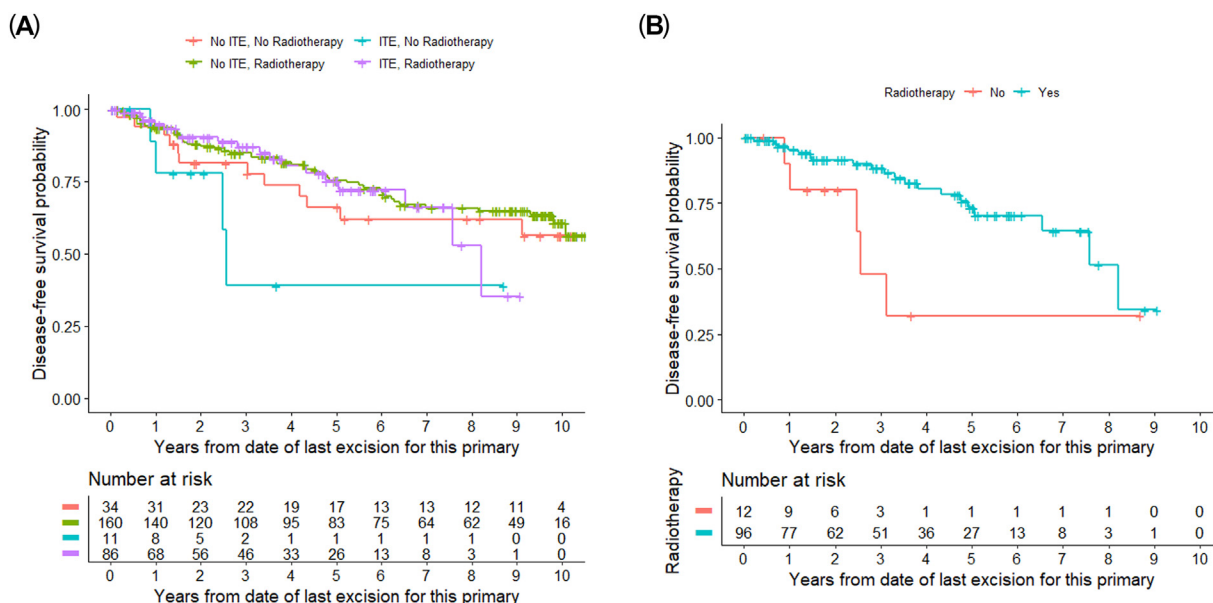 (A)
No ITE, No Radiotherapy ITE, No Radiotherapy
No ITE, Radiotherapy ITE, Radiotherapy
Disease-free survival probability
1.00
0.75
0.50
0.25
0.00
0 1 2 3 4 5 6 7 8 9 10
Years from date of last excision for this primary
Number at risk
34 31 23 22 19 17 13 13 12 11 4
160 140 120 108 95 83 75 64 62 49 16
11 8 5 2 1 1 1 1 1 0 0
86 68 56 46 33 26 13 8 3 1 0
0 1 2 3 4 5 6 7 8 9 10
Years from date of last excision for this primary
(B)
Radiotherapy No Yes
Disease-free survival probability
1.00
0.75
0.50
0.25
0.00
0 1 2 3 4 5 6 7 8 9 10
Years from date of last excision for this primary
Number at risk
Radiotherapy
12 9 6 3 1 1 1 1 1 0 0
96 77 62 51 36 27 13 8 3 1 0
0 1 2 3 4 5 6 7 8 9 10
Years from date of last excision for this primary